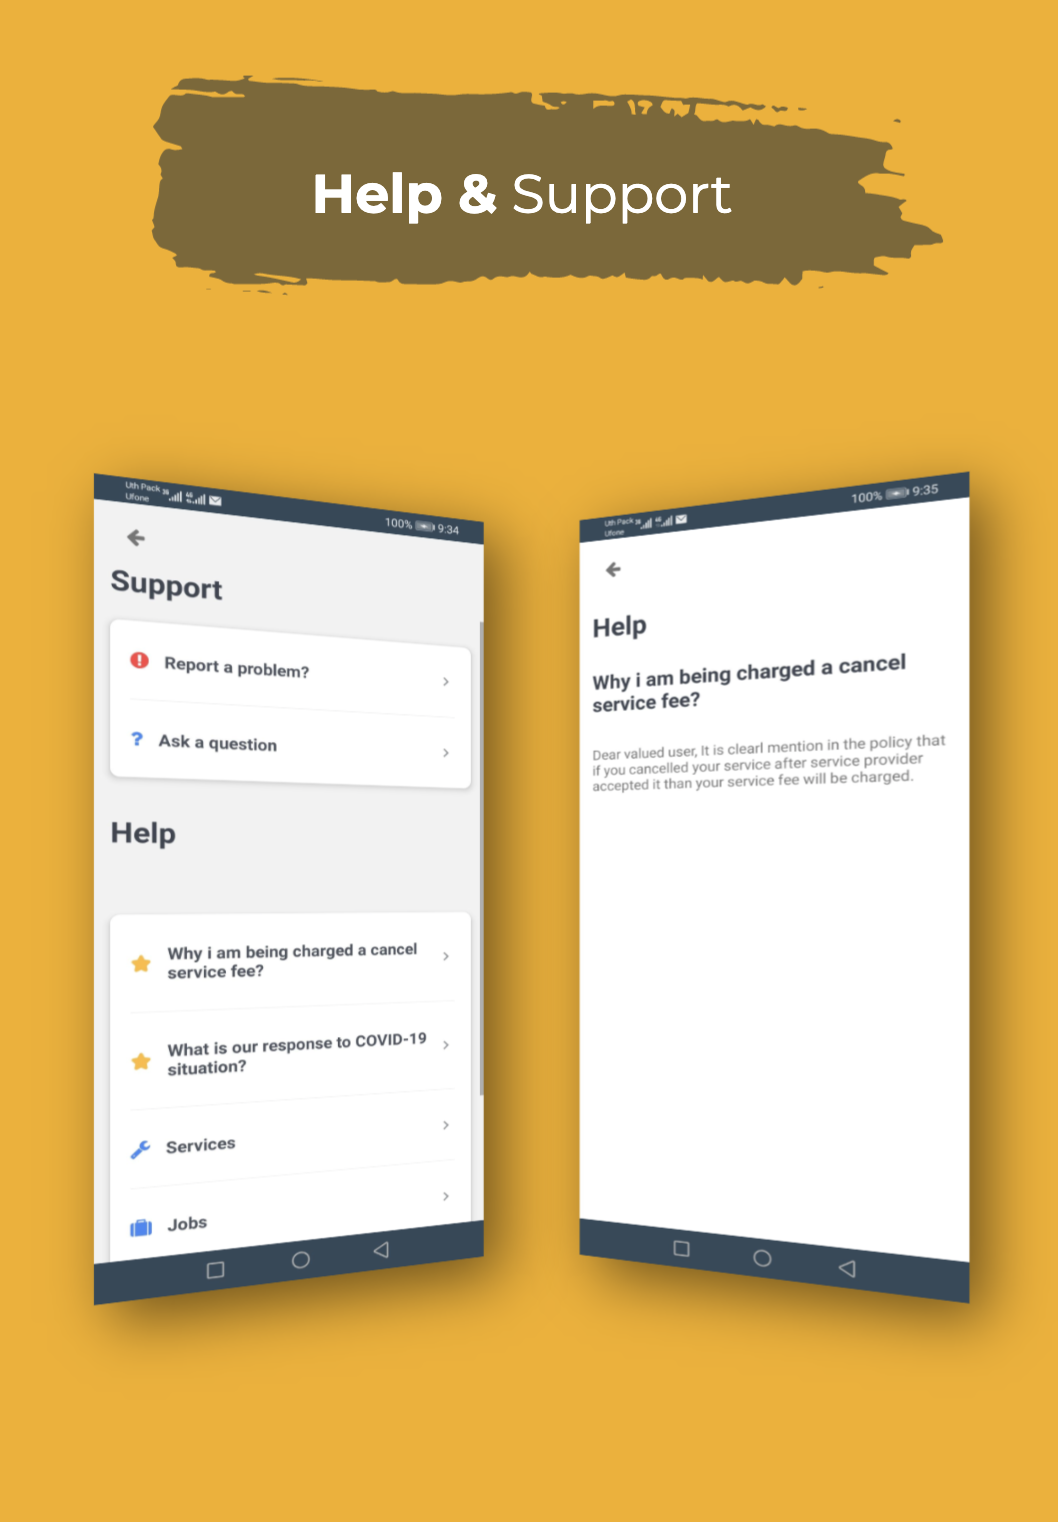 Help & Support
Uth Pack
Ufone
100% 9:34
Support
Report a problem?
Ask a question
Help
Why i am being charged a cancel
service fee?
What is our response to COVID-19
situation?
Services
Jobs
Uth Pack
Ufone
100% 9:35
Help
Why i am being charged a cancel
service fee?
Dear valued user, It is clearl mention in the policy that
if you cancelled your service after service provider
accepted it than your service fee will be charged.